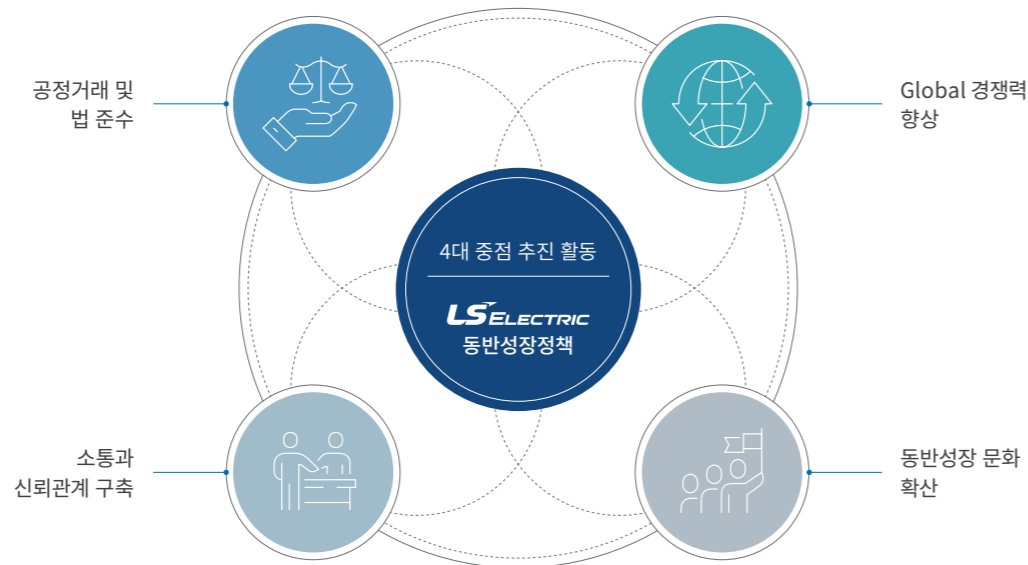 공정거래 및
법 준수
Global 경쟁력
향상
4대 중점 추진 활동
LS ELECTRIC
동반성장정책
소통과
신뢰관계 구축
동반성장 문화
확산